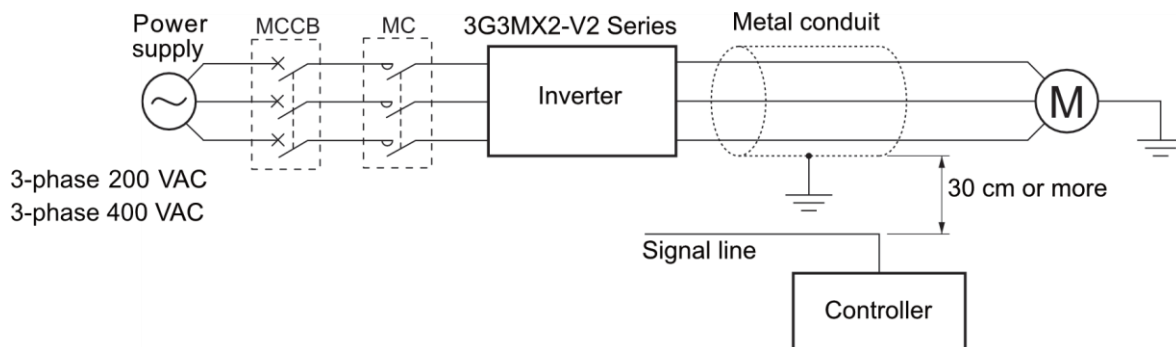 Power
supply
MCCB
MC
3G3MX2-V2 Series
Metal conduit
Inverter
M
3-phase 200 VAC
3-phase 400 VAC
30 cm or more
Signal line
Controller